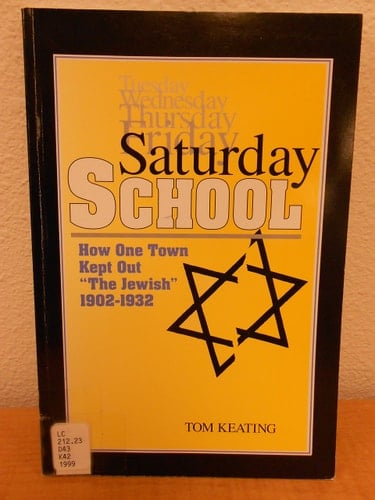 Tuesday
Wednesday
Thursday
Friday
Saturday
SCHOOL
How One Town
Kept Out
"The Jewish"
1902-1932
TOM KEATING
LC
212.23
D43
K42
1999